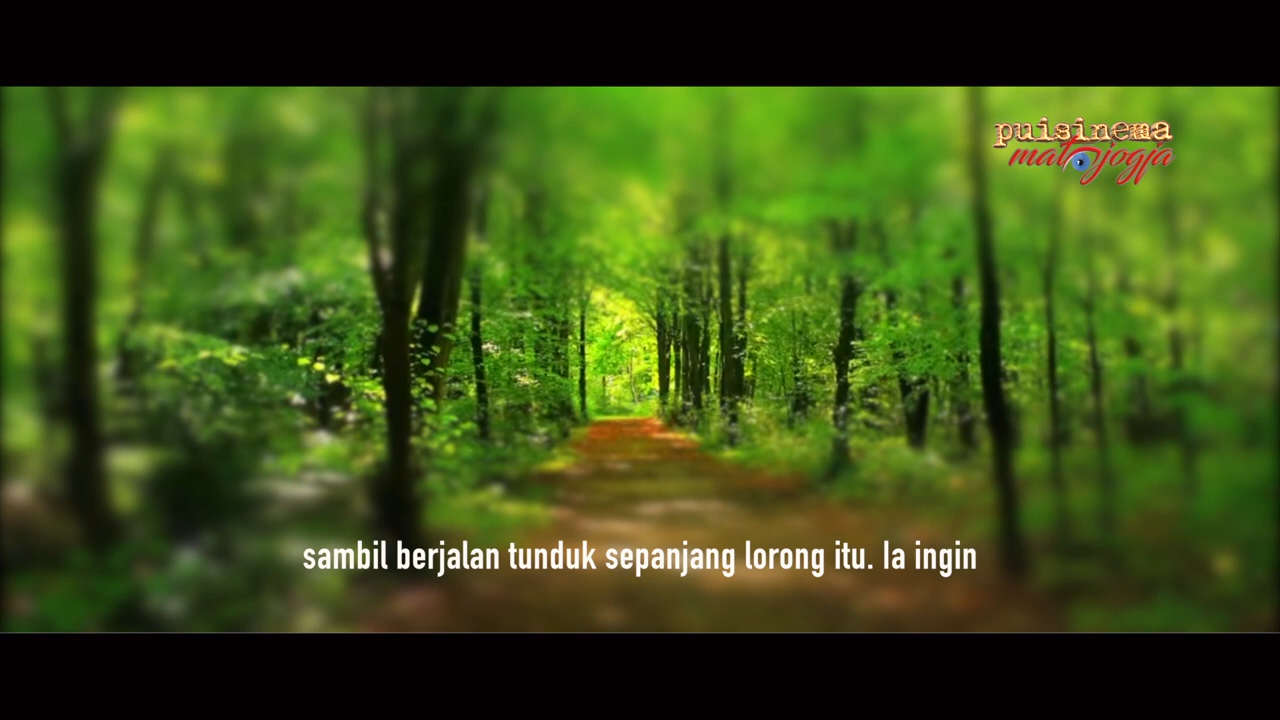 puisinema
matajogja
sambil berjalan tunduk sepanjang lorong itu. Ia ingin